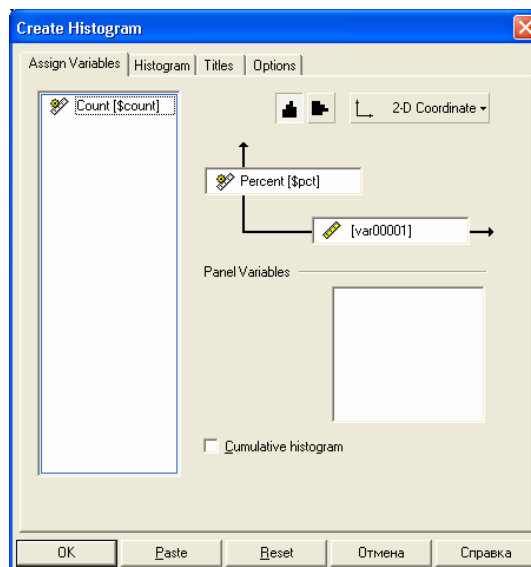 Create Histogram
Assign Variables Histogram Titles Options
Count [$count]
2-D Coordinate
Percent [$pct]
[var00001]
Panel Variables
Cumulative histogram
OK Paste Reset Отмена Справка